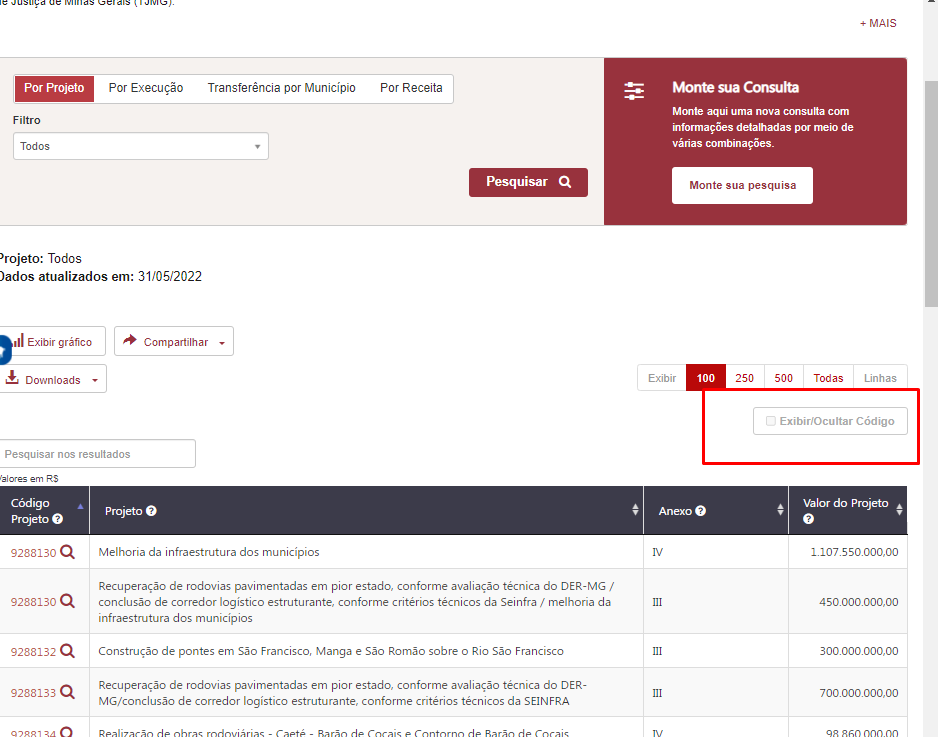 de Justiça de Minas Gerais (TJMG).
+ MAIS
Por Projeto Por Execução Transferência por Município Por Receita
Filtro
Todos
Pesquisar
Monte sua Consulta
Monte aqui uma nova consulta com
informações detalhadas por meio de
várias combinações.
Monte sua pesquisa
Projeto: Todos
Dados atualizados em: 31/05/2022
Exibir gráfico Compartilhar
Downloads
Exibir 100 250 500 Todas Linhas
Exibir/Ocultar Código
Pesquisar nos resultados
Valores em R$
Código
Projeto ? Projeto ? Anexo ? Valor do Projeto
?
9288130 Melhoria da infraestrutura dos municípios IV 1.107.550.000,00
Recuperação de rodovias pavimentadas em pior estado, conforme avaliação técnica do DER-MG /
9288130 conclusão de corredor logístico estruturante, conforme critérios técnicos da Seinfra / melhoria da III 450.000.000,00
infraestrutura dos municípios
9288132 Construção de pontes em São Francisco, Manga e São Romão sobre o Rio São Francisco III 300.000.000,00
Recuperação de rodovias pavimentadas em pior estado, conforme avaliação técnica do DER-
9288133 MG/conclusão de corredor logístico estruturante, conforme critérios técnicos da SEINFRA III 700.000.000,00
9288134 Realização de obras rodoviárias - Caeté - Barão de Cocais e Contorno de Barão de Cocais IV 98.860.000,00